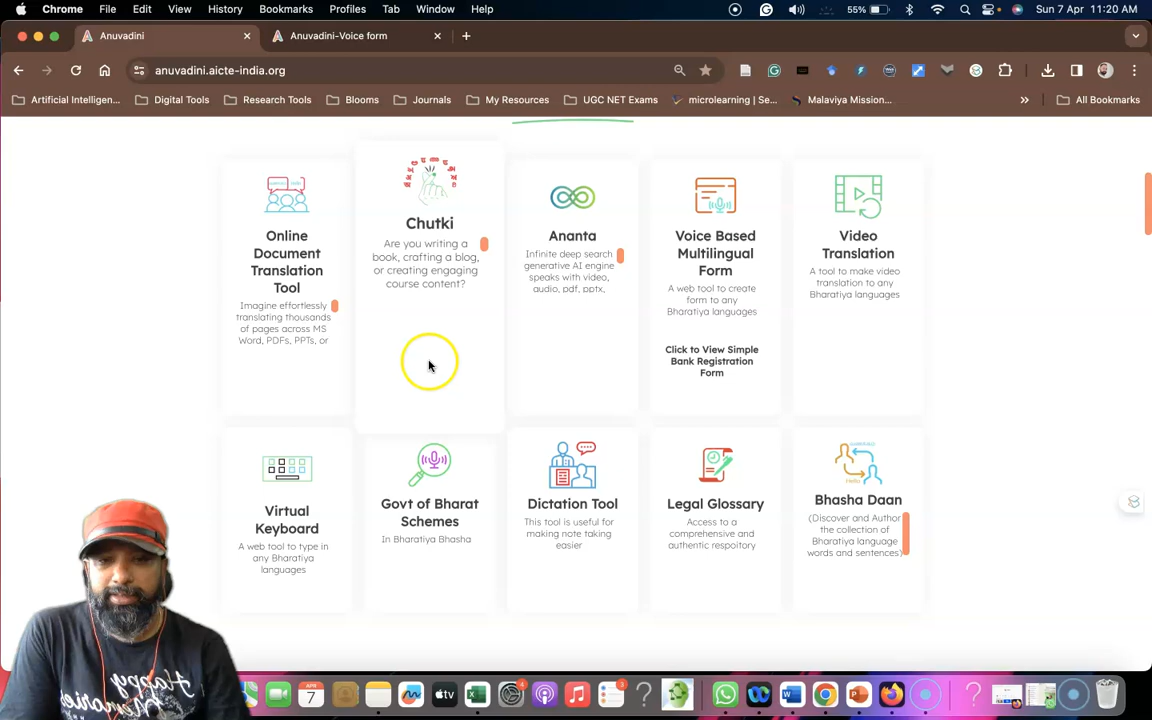 Chrome File Edit View History Bookmarks Profiles Tab Window Help 55% Sun 7 Apr 11:20 AM
Anuvadini Anuvadini-Voice form
anuvadini.aicte-india.org
Artificial Intelligen... Digital Tools Research Tools Blooms Journals My Resources UGC NET Exams microlearning | Se... Malaviya Mission... All Bookmarks
Online
Document
Translation
Tool
Imagine effortlessly
translating thousands
of pages across MS
Word, PDFs, PPTs, or
Chutki
Are you writing a
book, crafting a blog,
or creating engaging
course content?
Ananta
Infinite deep search
generative AI engine
speaks with video,
audio, pdf, pptx,
Voice Based
Multilingual
Form
A web tool to create
form to any
Bharatiya languages
Click to View Simple
Bank Registration
Form
Video
Translation
A tool to make video
translation to any
Bharatiya languages
Virtual
Keyboard
A web tool to type in
any Bharatiya
languages
Govt of Bharat
Schemes
In Bharatiya Bhasha
Dictation Tool
This tool is useful for
making note taking
easier
Legal Glossary
Access to a
comprehensive and
authentic respoitory
Bhasha Daan
(Discover and Author
the collection of
Bharatiya language
words and sentences)
APR
7
tv
4
3
Happy
Memories